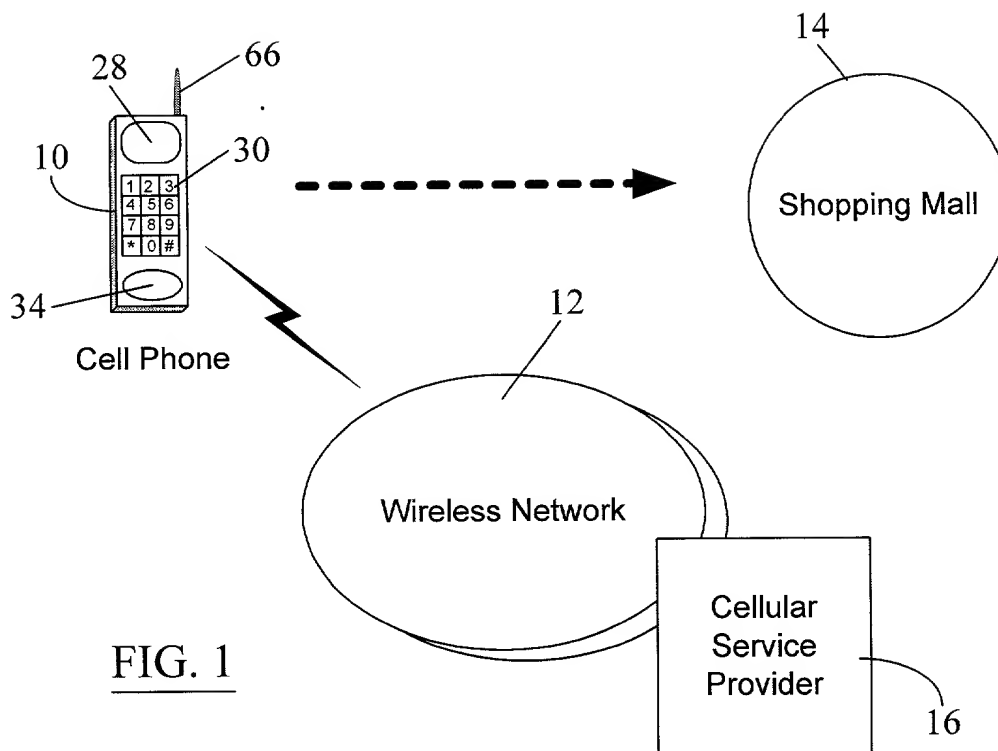 66
28
14
10
30
1 2 3
4 5 6
7 8 9
* 0 #
Shopping Mall
34
Cell Phone
12
Wireless Network
Cellular
Service
Provider
FIG. 1
16